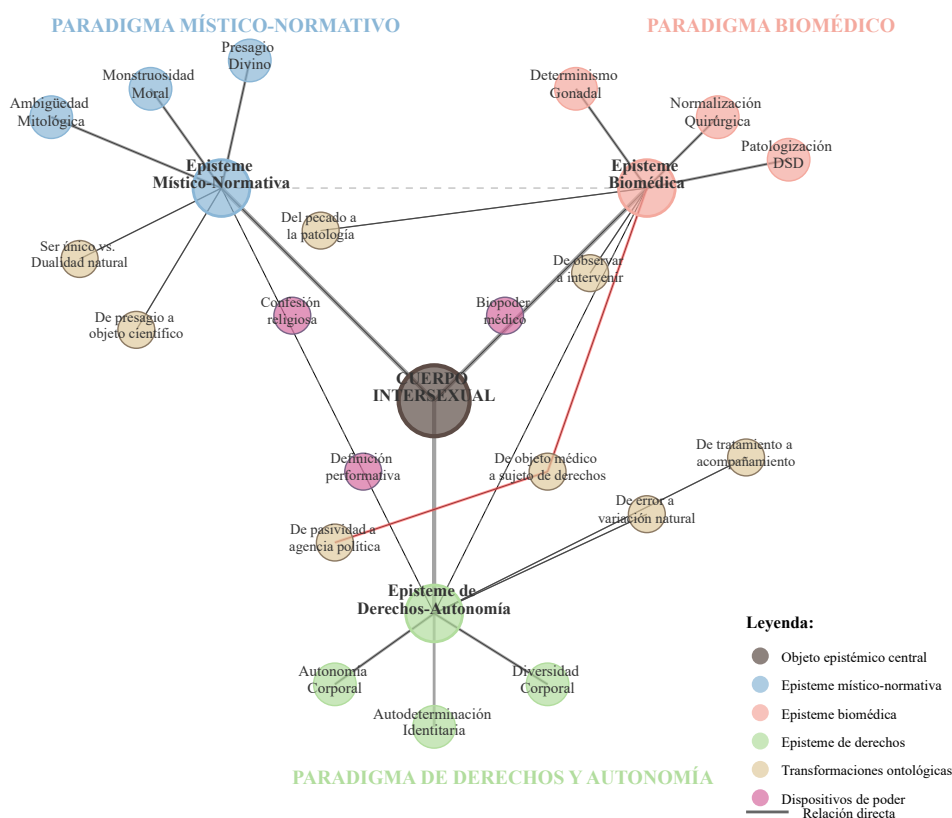 PARADIGMA MÍSTICO-NORMATIVO
PARADIGMA BIOMÉDICO
Presagio
Divino
Monstruosidad
Moral
Ambigüedad
Mitológica
Determinismo
Gonadal
Normalización
Quirúrgica
Patologización
DSD
Episteme
Místico-Normativa
Episteme
Biomédica
Del pecado a
la patología
Ser único vs.
Dualidad natural
De observar
a intervenir
De presagio a
objeto científico
Confesión
religiosa
Biopoder
médico
CUERPO
INTERSEXUAL
Definición
performativa
De objeto médico
a sujeto de derechos
De tratamiento a
acompañamiento
De error a
variación natural
De pasividad a
agencia política
Episteme de
Derechos-Autonomía
Autonomía
Corporal
Diversidad
Corporal
Autodeterminación
Identitaria
PARADIGMA DE DERECHOS Y AUTONOMÍA
Leyenda:
Objeto epistémico central
Episteme místico-normativa
Episteme biomédica
Episteme de derechos
Transformaciones ontológicas
Dispositivos de poder
Relación directa